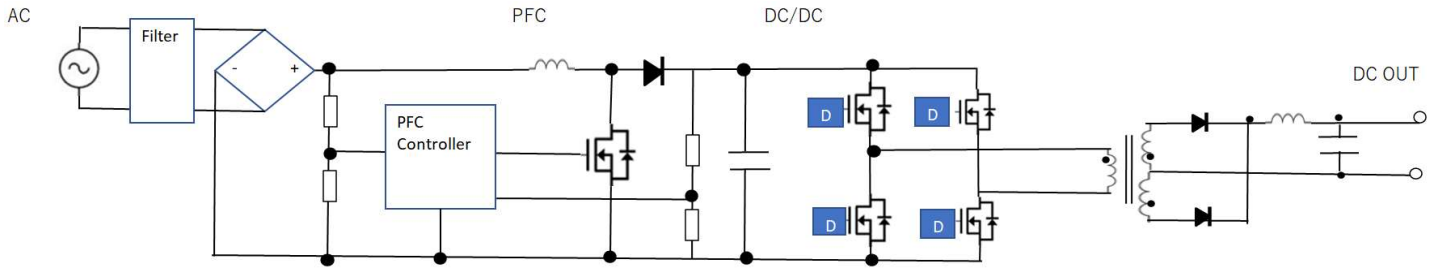 AC
PFC
DC/DC
Filter
-
+
DC OUT
PFC
Controller
D
D
D
D